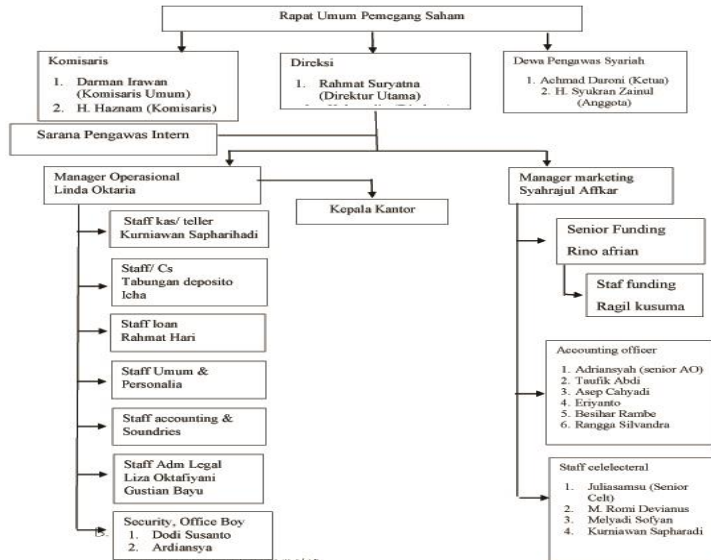 Rapat Umum Pemegang Saham
Komisaris
1. Darman Irawan
(Komisaris Umum)
2. H. Haznam (Komisaris)
Direksi
1. Rahmat Suryatna
(Direktur Utama)
Dewa Pengawas Syariah
1. Achmad Daroni (Ketua)
2. H. Syukran Zainul
(Anggota)
Sarana Pengawas Intern
Manager Operasional
Linda Oktaria
Kepala Kantor
Manager marketing
Syahrajul Affkar
Staff kas/ teller
Kurniawan Sapharihadi
Staff/ Cs
Tabungan deposito
Icha
Staff loan
Rahmat Hari
Staff Umum &
Personalia
Staff accounting &
Soundries
Staff Adm Legal
Liza Oktafiyani
Gustian Bayu
Security, Office Boy
1. Dodi Susanto
2. Ardiansya
Senior Funding
Rino afrian
Staf funding
Ragil kusuma
Accounting officer
1. Adriansyah (senior AO)
2. Taufik Abdi
3. Asep Cahyadi
4. Eriyanto
5. Besihar Rambe
6. Rangga Silvandra
Staff celelecteral
1. Juliasamsu (Senior
Celt)
2. M. Romi Devianus
3. Melyadi Sofyan
4. Kurniawan Sapharadi